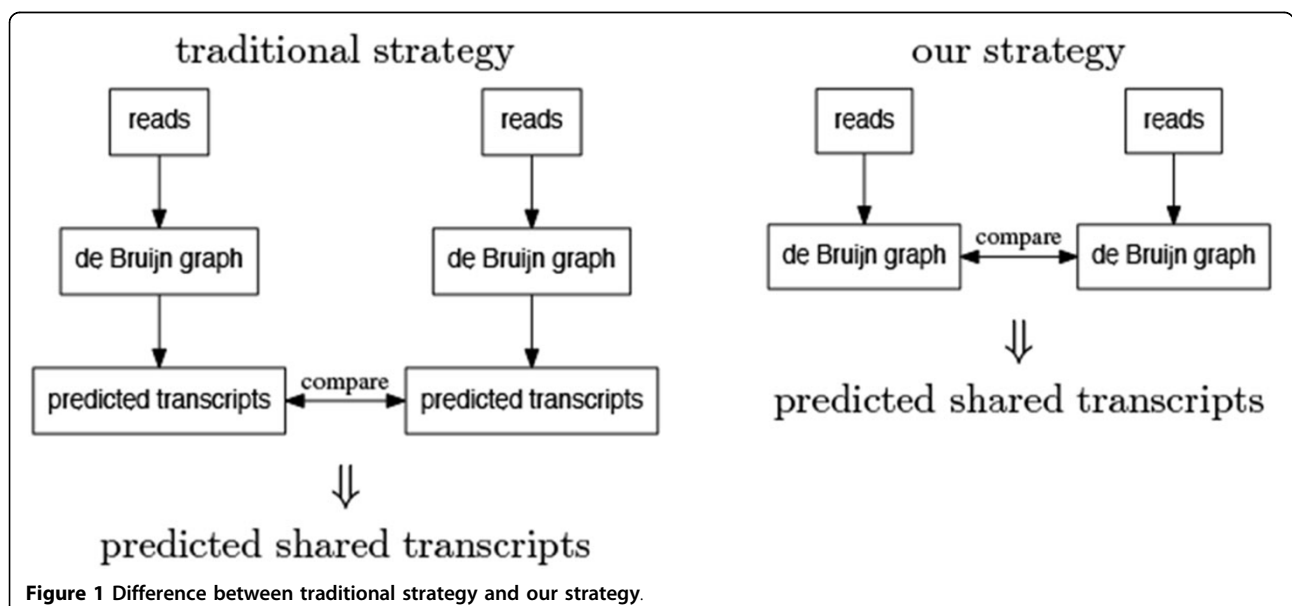 traditional strategy
reads
reads
de Bruijn graph
de Bruijn graph
predicted transcripts
compare
predicted transcripts
predicted shared transcripts
our strategy
reads
reads
de Bruijn graph
compare
de Bruijn graph
predicted shared transcripts
Figure 1 Difference between traditional strategy and our strategy.